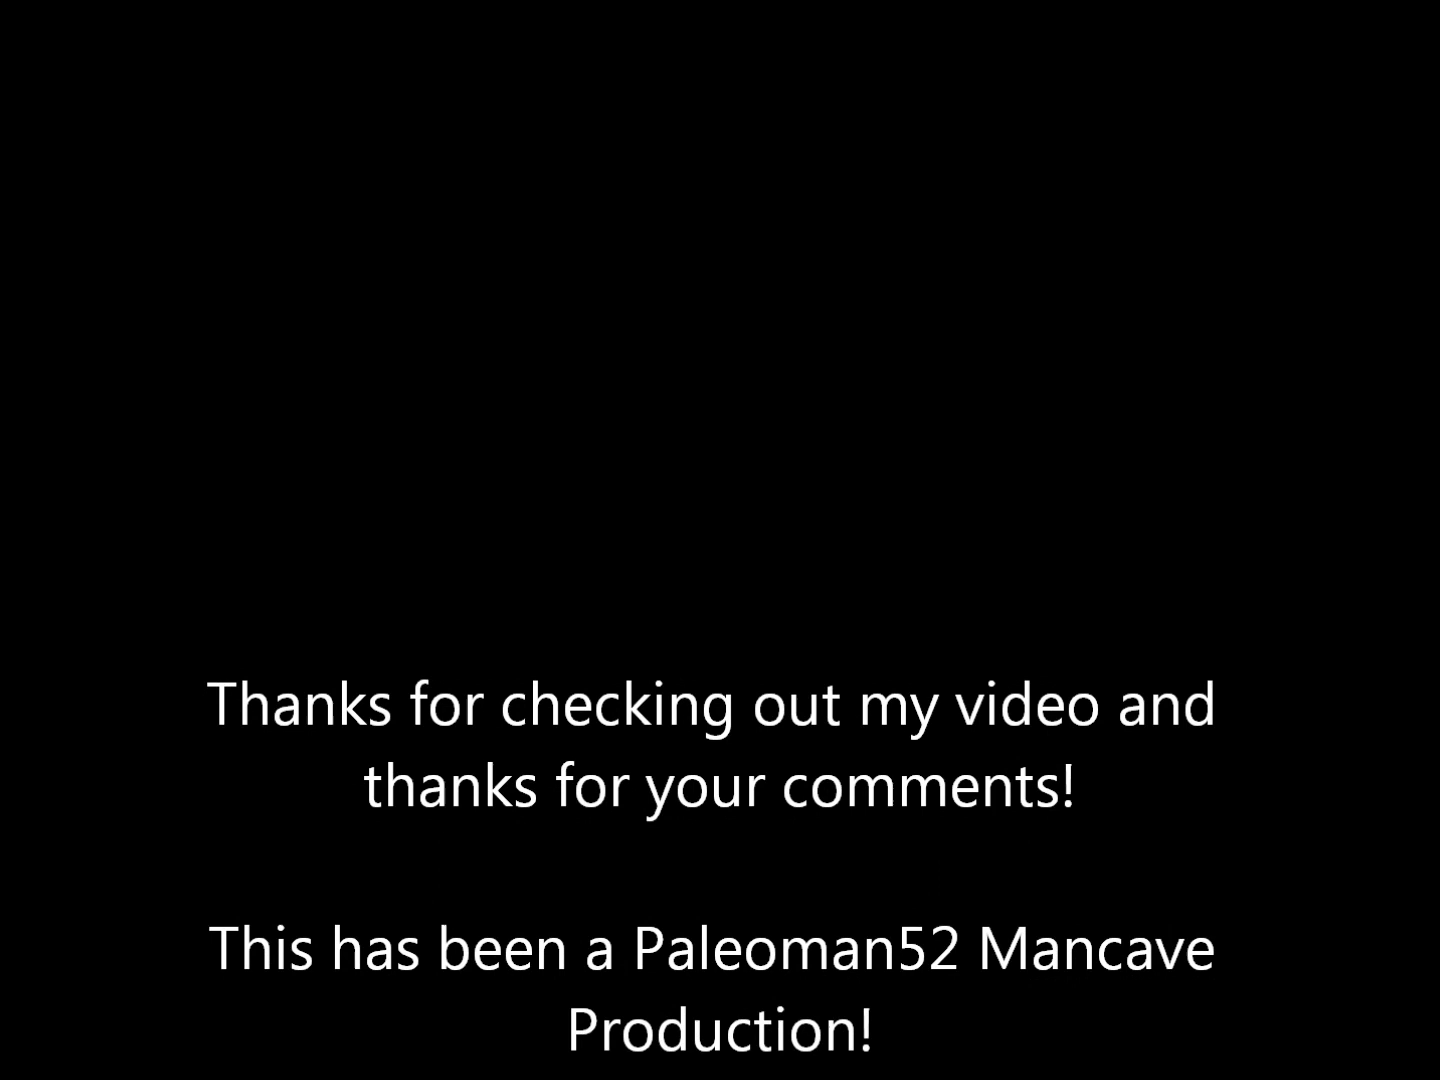 Thanks for checking out my video and
thanks for your comments!
This has been a Paleoman52 Mancave
Production!